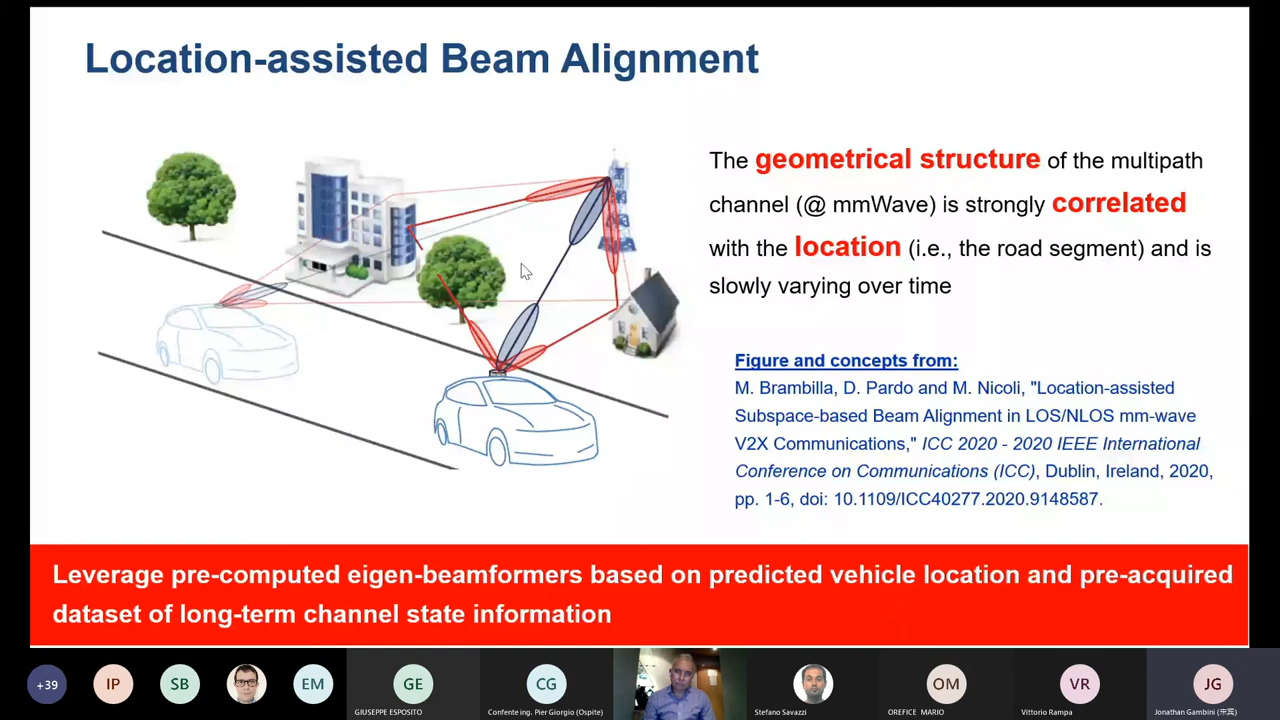 Location-assisted Beam Alignment
The geometrical structure of the multipath
channel (@ mmWave) is strongly correlated
with the location (i.e., the road segment) and is
slowly varying over time
Figure and concepts from:
M. Brambilla, D. Pardo and M. Nicoli, "Location-assisted
Subspace-based Beam Alignment in LOS/NLOS mm-wave
V2X Communications," ICC 2020 - 2020 IEEE International
Conference on Communications (ICC), Dublin, Ireland, 2020,
pp. 1-6, doi: 10.1109/ICC40277.2020.9148587.
Leverage pre-computed eigen-beamformers based on predicted vehicle location and pre-acquired
dataset of long-term channel state information
+39 IP SB EM GE CG OM VR JG
GIUSEPPE ESPOSITO Confente ing. Pier Giorgio (Ospite) Stefano Savazzi OREFICE MARIO Vittorio Rampa Jonathan Gambini (来宾)